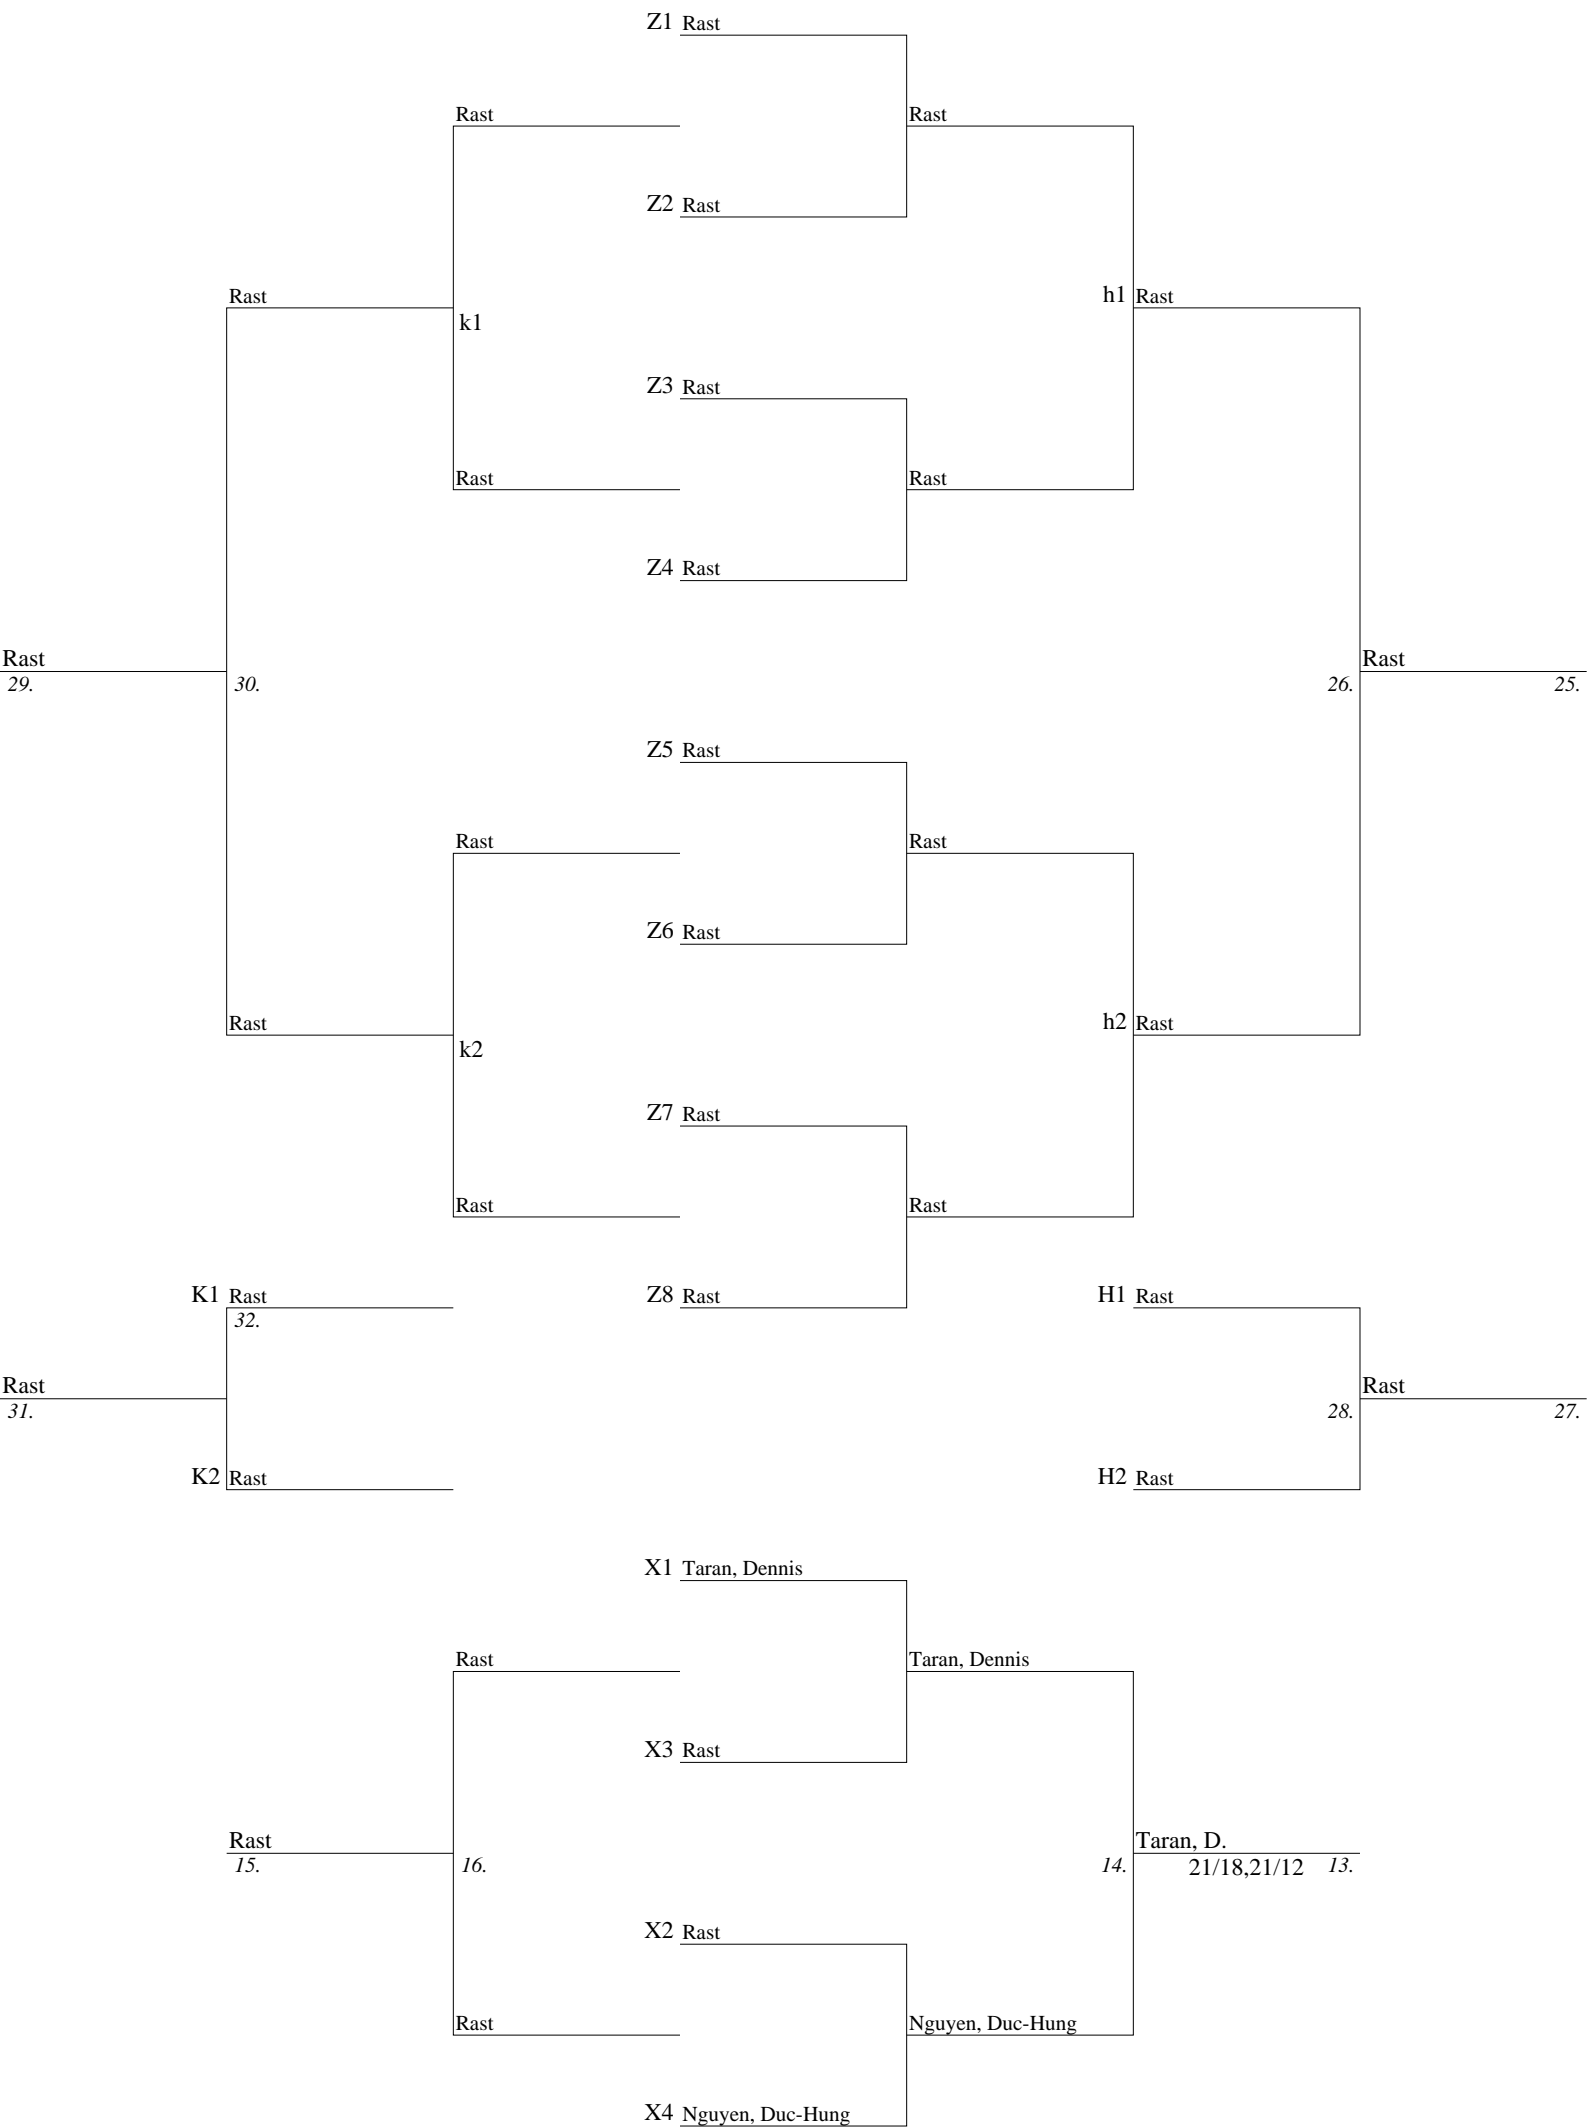 Z1 Rast
Rast Rast
Z2 Rast
Rast h1 Rast
k1
Z3 Rast
Rast Rast
Z4 Rast
Rast Rast
29. 30. 26. 25.
Z5 Rast
Rast Rast
Z6 Rast
Rast h2 Rast
k2
Z7 Rast
Rast Rast
K1 Rast Z8 Rast H1 Rast
32.
Rast Rast
31. 28. 27.
K2 Rast H2 Rast
X1 Taran, Dennis
Rast Taran, Dennis
X3 Rast
Rast Taran, D.
15. 16. 14. 21/18,21/12 13.
X2 Rast
Rast Nguyen, Duc-Hung
X4 Nguyen, Duc-Hung